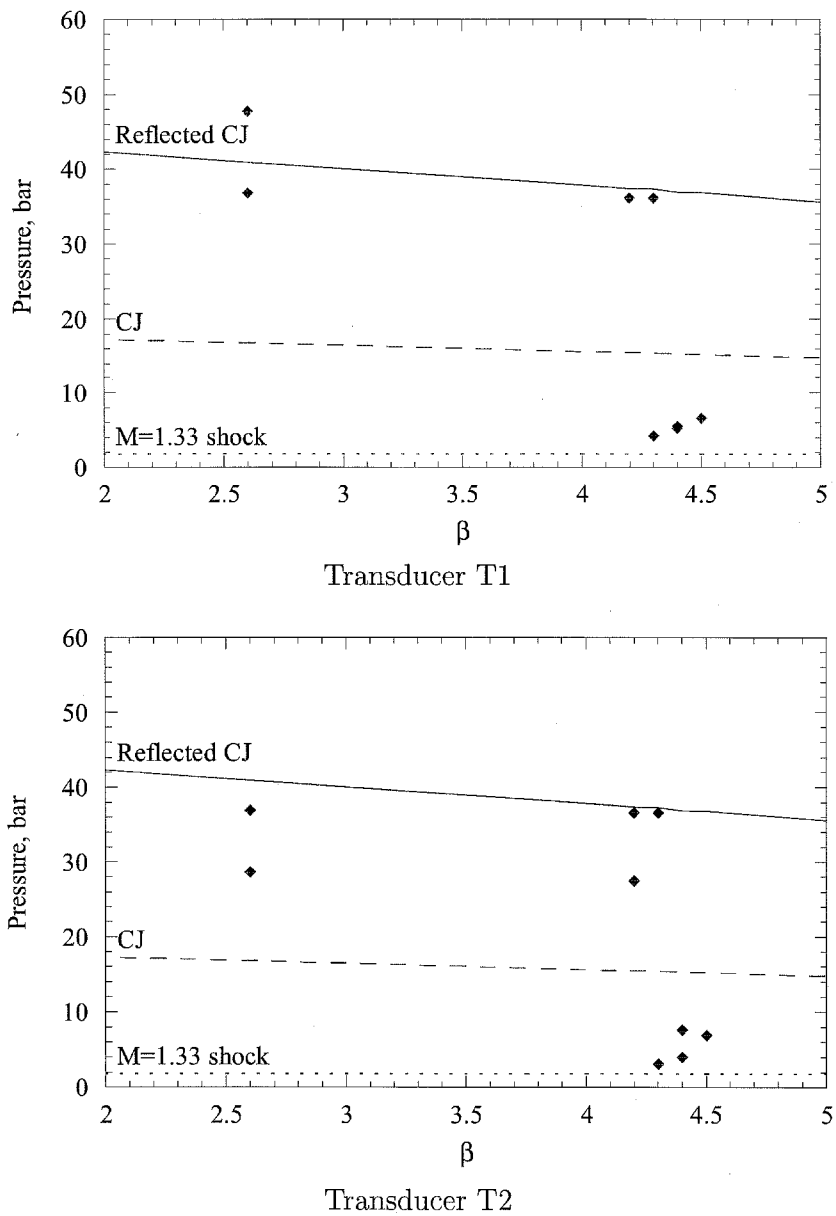 60
50
40
30
20
10
0
Pressure, bar
Reflected CJ
CJ
M=1.33 shock
2 2.5 3 3.5 4 4.5 5
β
Transducer T1
60
50
40
30
20
10
0
Pressure, bar
Reflected CJ
CJ
M=1.33 shock
2 2.5 3 3.5 4 4.5 5
β
Transducer T2